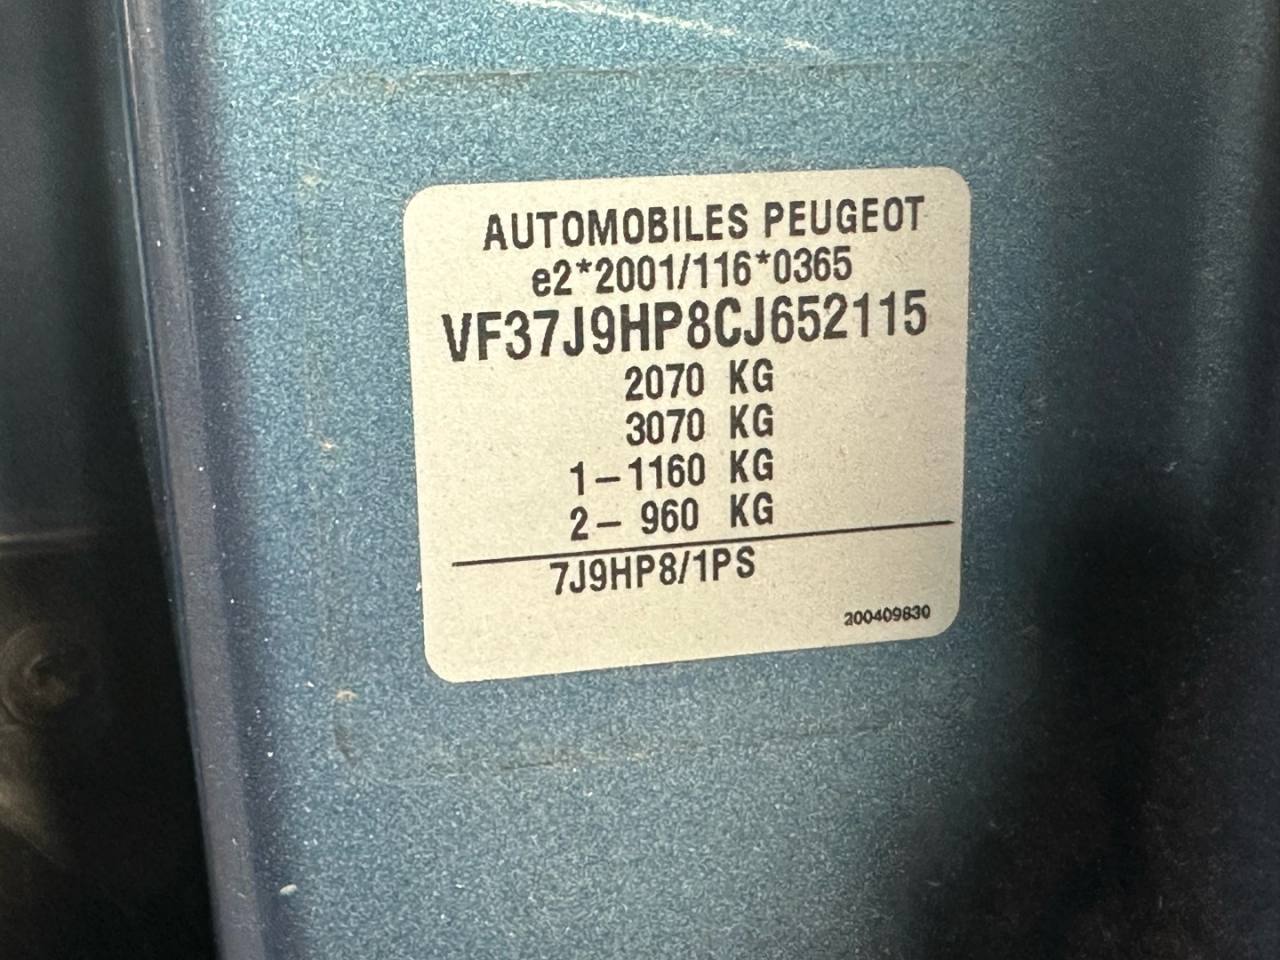 AUTOMOBILES PEUGEOT
e2*2001/116*0365
VF37J9HP8CJ652115
2070 KG
3070 KG
1-1160 KG
2- 960 KG
7J9HP8/1PS
200409830